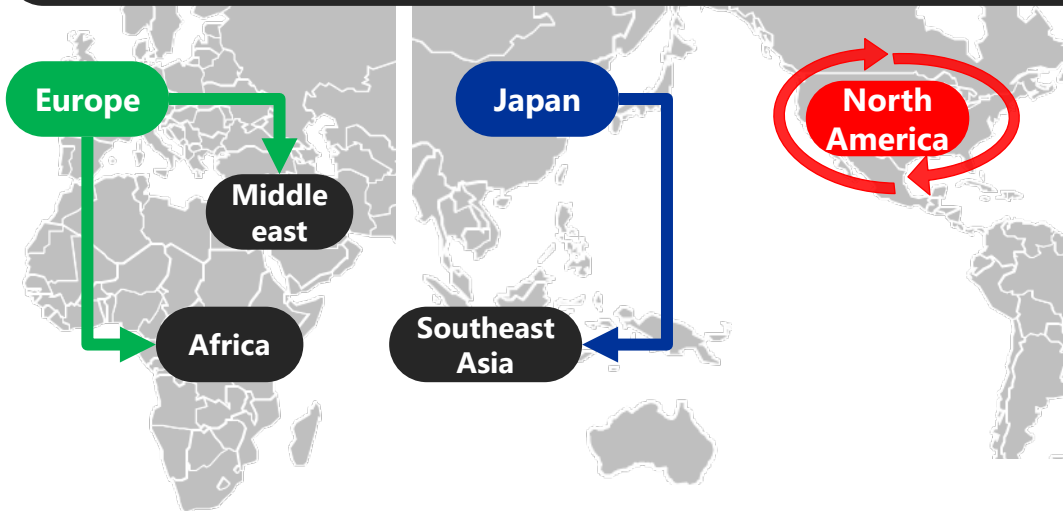 Europe
Japan
North
America
Middle
east
Africa
Southeast
Asia